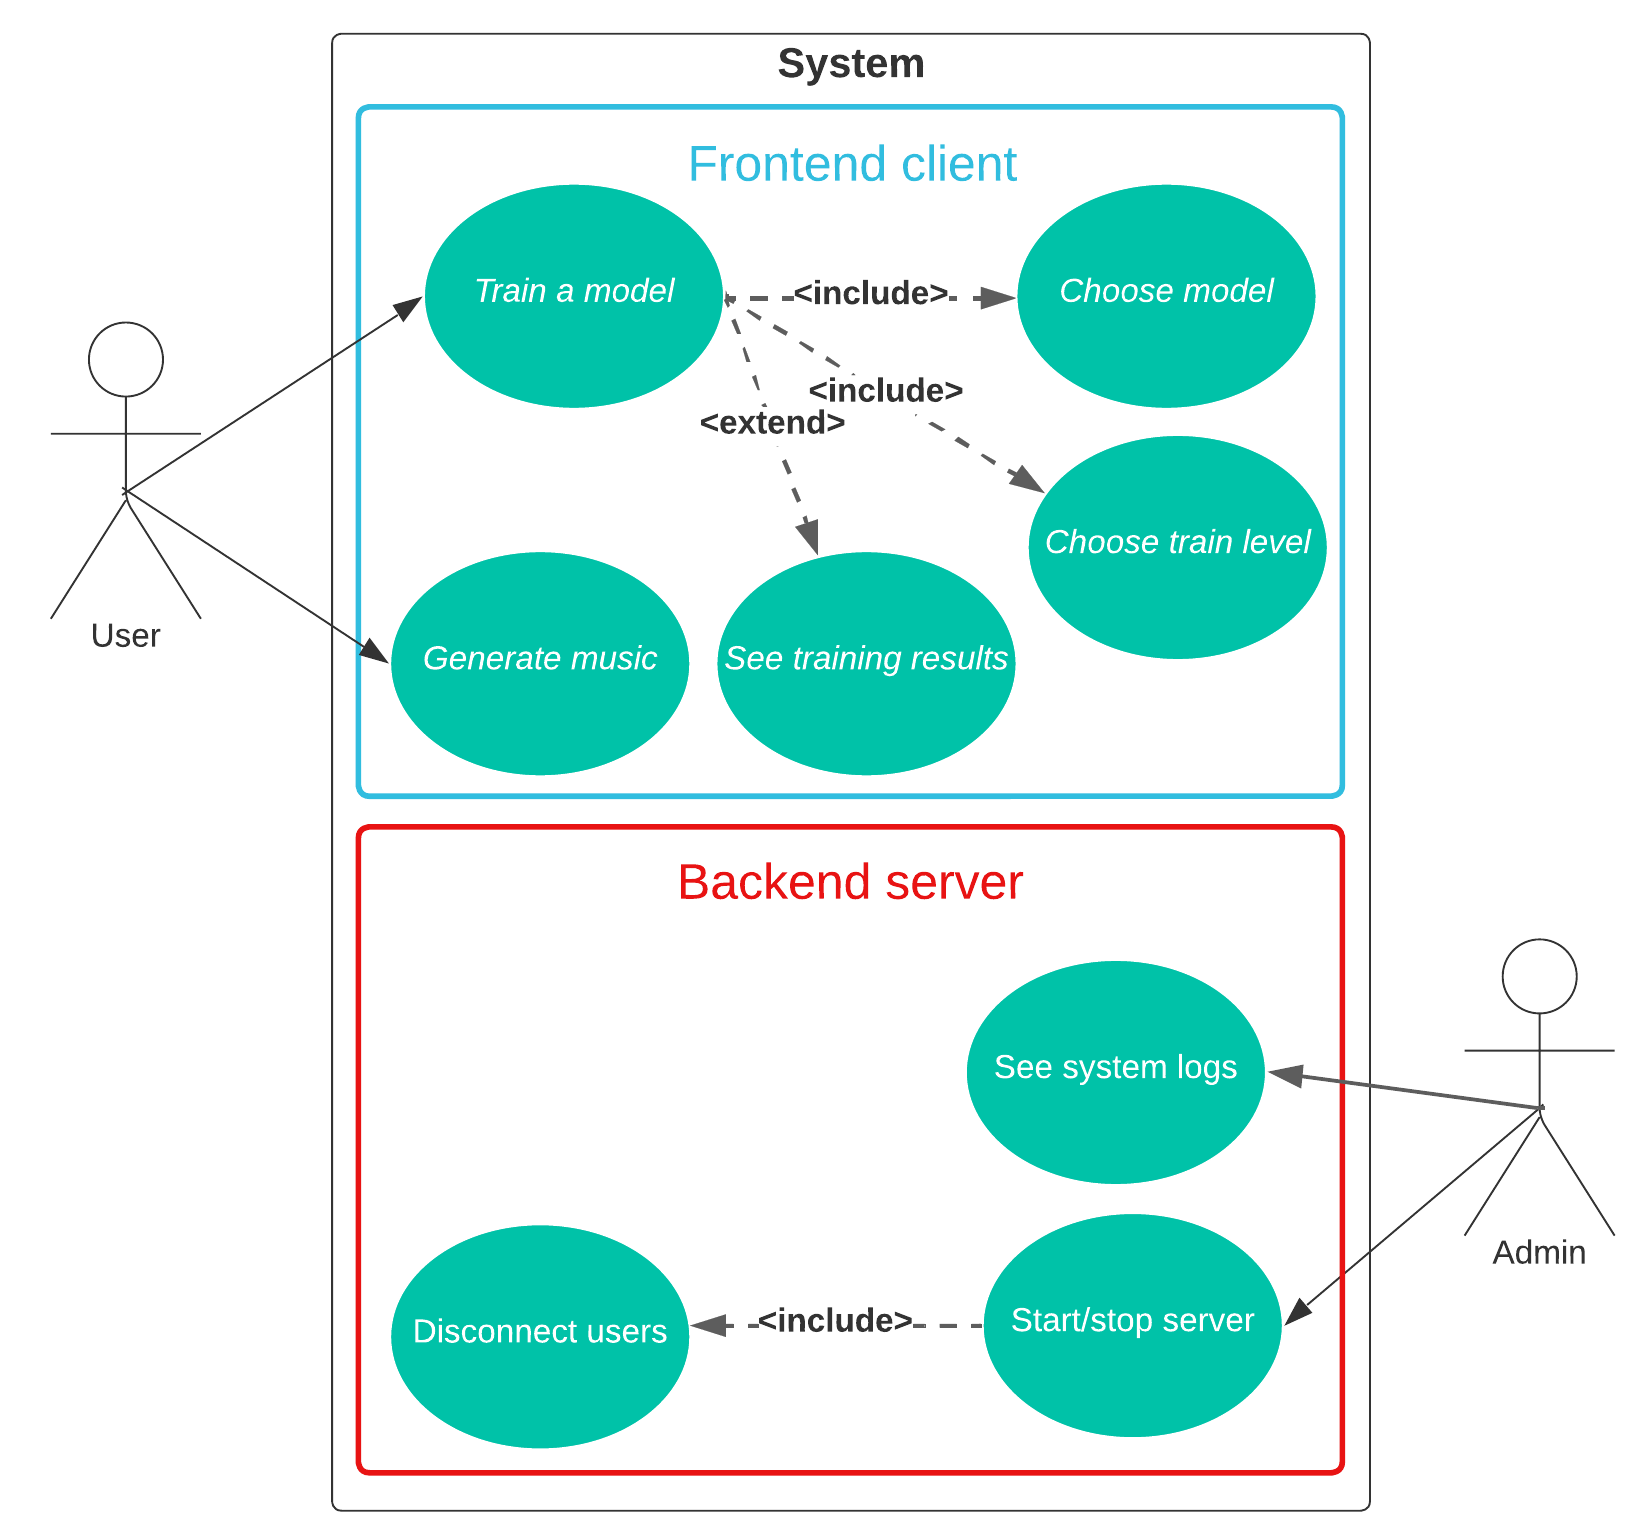 System
Frontend client
Train a model
<include>
Choose model
<include>
<extend>
Choose train level
User
Generate music
See training results
Backend server
See system logs
Admin
Disconnect users
<include>
Start/stop server